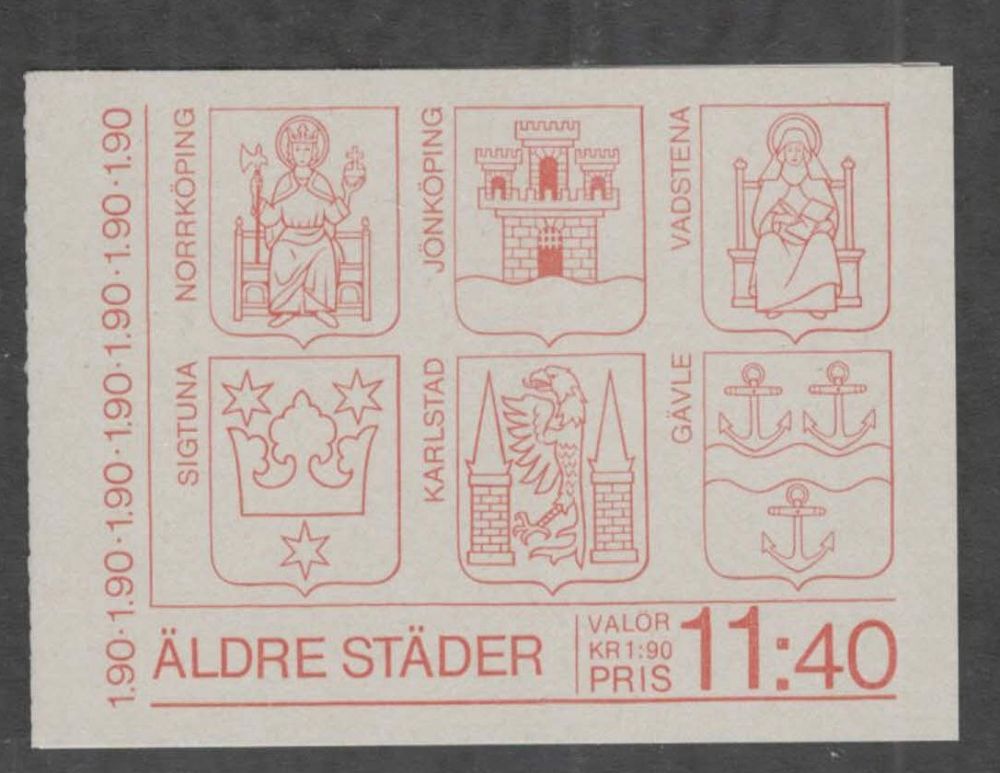 1.90·1.90·1.90·1.90·1.90·1.90·1.90
NORRKÖPING
JÖNKÖPING
VADSTENA
SIGTUNA
KARLSTAD
GÄVLE
ÄLDRE STÄDER
VALÖR
KR 1:90
PRIS 11:40